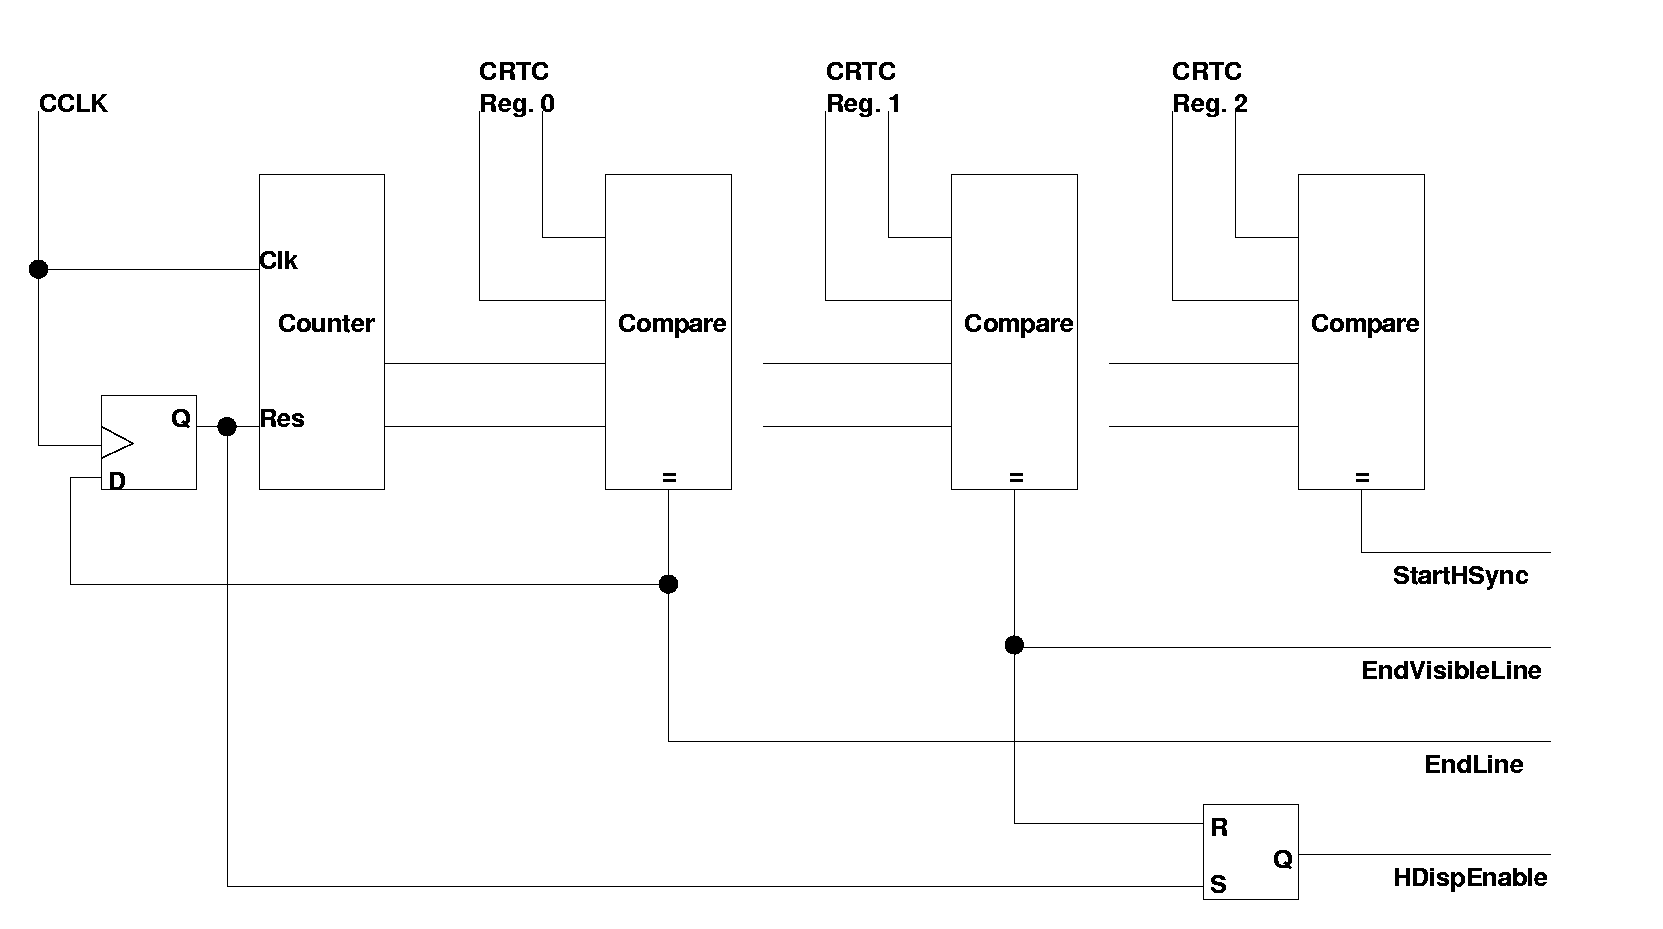 CRTC
Reg. 0
CRTC
Reg. 1
CRTC
Reg. 2
CCLK
Clk
Counter
Compare
Compare
Compare
Q
Res
D
=
=
=
StartHSync
EndVisibleLine
EndLine
R
Q
S
HDispEnable